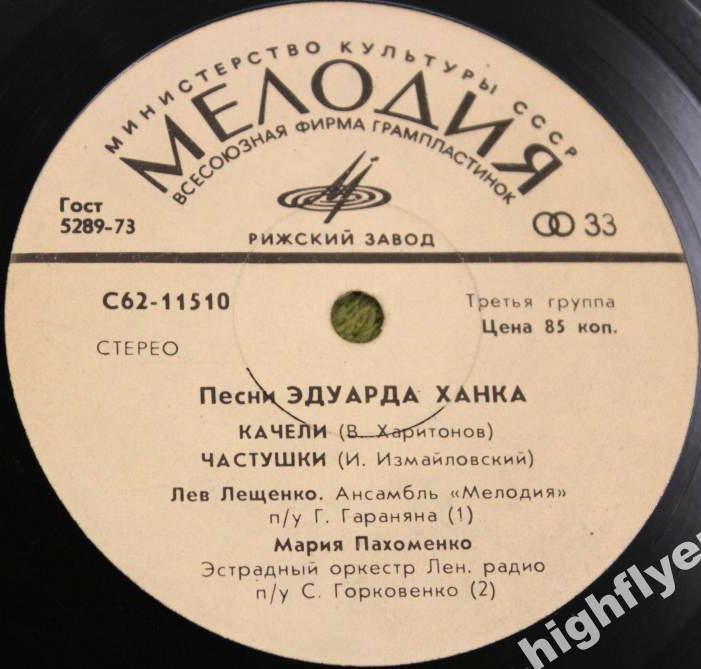 МИНИСТЕРСТВО КУЛЬТУРЫ СССР
МЕЛОДИЯ
ВСЕСОЮЗНАЯ ФИРМА ГРАМПЛАСТИНОК
Гост
5289-73
33
РИЖСКИЙ ЗАВОД
С62-11510
Третья группа
Цена 85 коп.
СТЕРЕО
Песни ЭДУАРДА ХАНКА
КАЧЕЛИ (В. Харитонов)
ЧАСТУШКИ (И. Измайловский)
Лев Лещенко. Ансамбль «Мелодия»
п/у Г. Гараняна (1)
Мария Пахоменко
Эстрадный оркестр Лен. радио
п/у С. Горковенко (2)
highflye